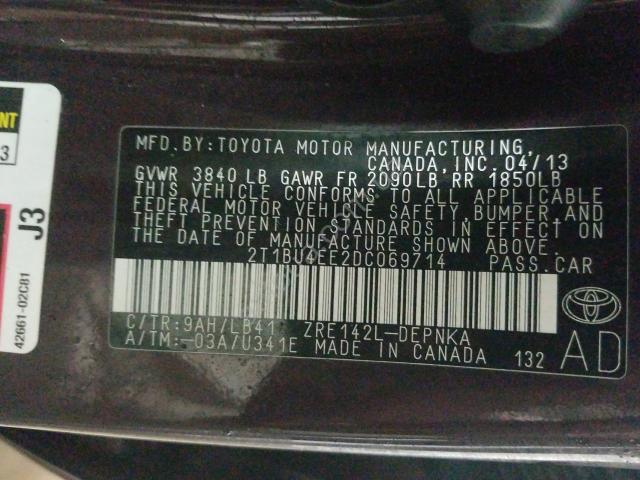 MFD.BY:TOYOTA MOTOR MANUFACTURING,
CANADA,INC. 04/13
GVWR 3840 LB GAWR FR 2090LB RR 1850LB
THIS VEHICLE CONFORMS TO ALL APPLICABLE
FEDERAL MOTOR VEHICLE SAFETY,BUMPER,AND
THEFT PREVENTION STANDARDS IN EFFECT ON
THE DATE OF MANUFACTURE SHOWN ABOVE.
2T1BU4EE2DC069714 PASS.CAR
C/TR:9AH/LB41 ZRE142L-DEPNKA
A/TM:-03A/U341E MADE IN CANADA 132
AD
J3
42661-02C81